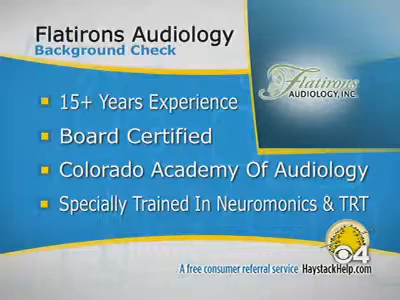 Flatirons Audiology
Background Check
Flatirons
AUDIOLOGY, INC.
15+ Years Experience
Board Certified
Colorado Academy Of Audiology
Specially Trained In Neuromonics & TRT
4
A free consumer referral service HaystackHelp.com